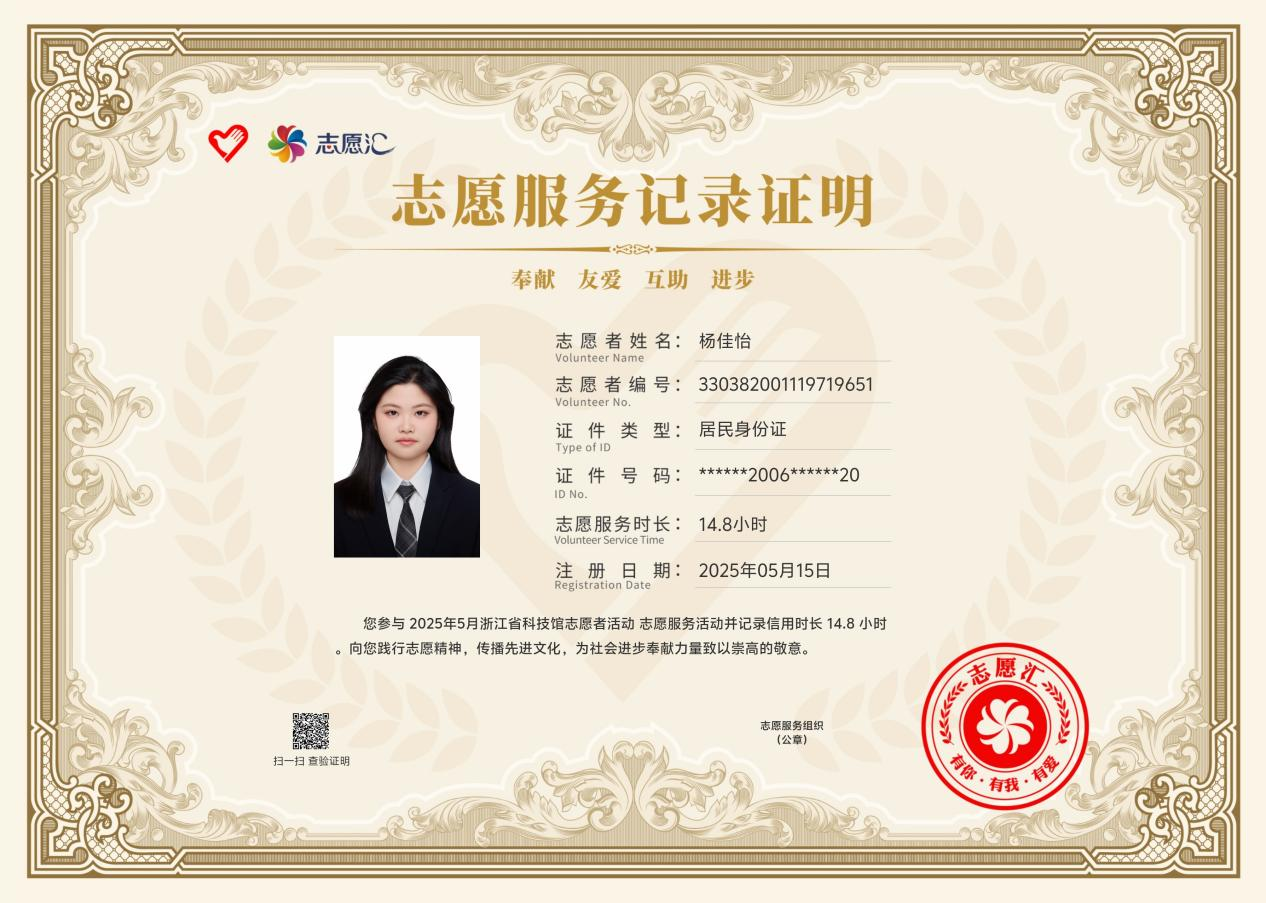 志愿汇
志愿服务记录证明
奉献 友爱 互助 进步
志愿者姓名： 杨佳怡
Volunteer Name
志愿者编号： 330382001119719651
Volunteer No.
证件类型： 居民身份证
Type of ID
证件号码： ******2006******20
ID No.
志愿服务时长： 14.8小时
Volunteer Service Time
注册日期： 2025年05月15日
Registration Date
您参与 2025年5月浙江省科技馆志愿者活动 志愿服务活动并记录信用时长 14.8 小时
。向您践行志愿精神，传播先进文化，为社会进步奉献力量致以崇高的敬意。
扫一扫 查验证明
志愿服务组织
(公章)
志愿汇
有你·有我·有爱